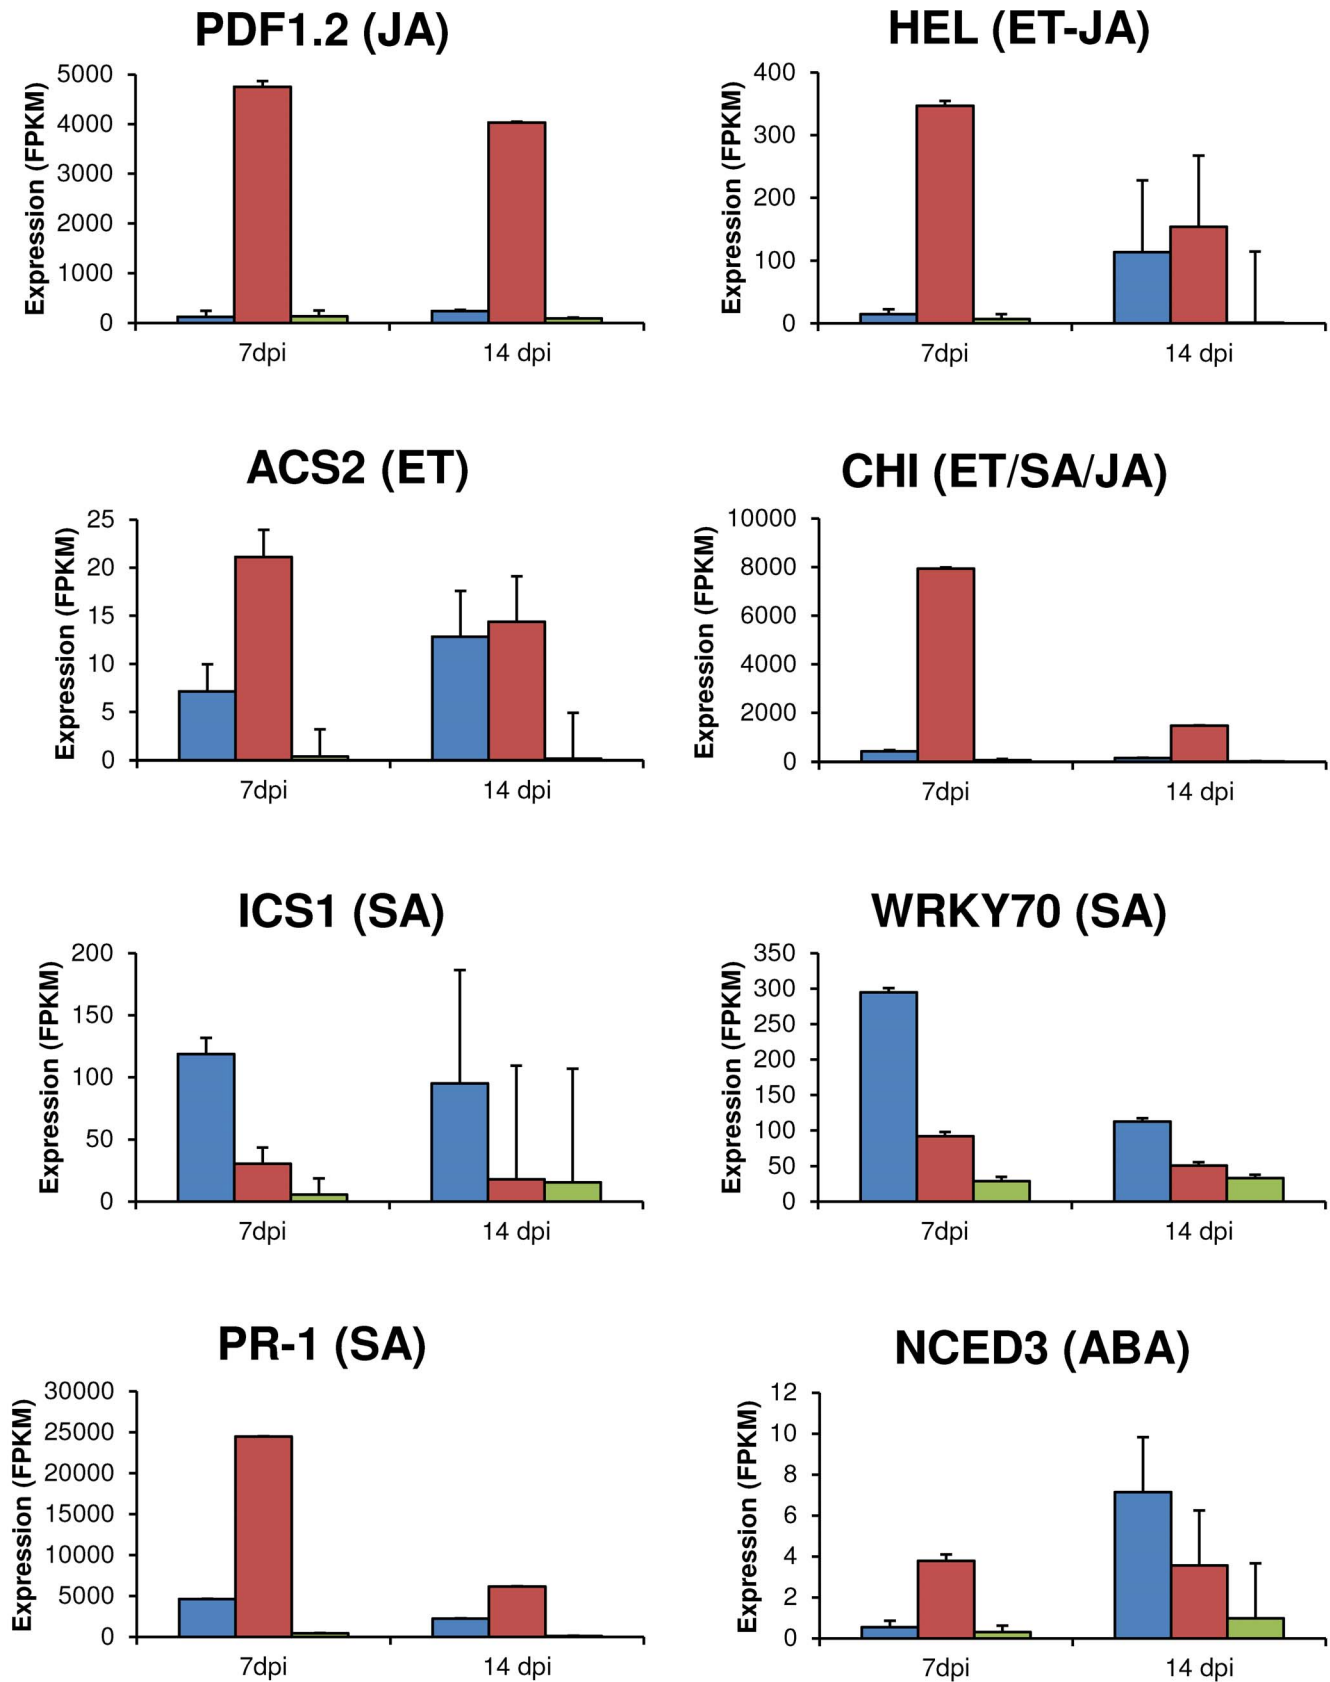 PDF1.2 (JA)
Expression (FPKM)
5000
4000
3000
2000
1000
0
7dpi
14 dpi
HEL (ET-JA)
Expression (FPKM)
400
300
200
100
0
7dpi
14 dpi
ACS2 (ET)
Expression (FPKM)
25
20
15
10
5
0
7dpi
14 dpi
CHI (ET/SA/JA)
Expression (FPKM)
10000
8000
6000
4000
2000
0
7dpi
14 dpi
ICS1 (SA)
Expression (FPKM)
200
150
100
50
0
7dpi
14 dpi
WRKY70 (SA)
Expression (FPKM)
350
300
250
200
150
100
50
0
7dpi
14 dpi
PR-1 (SA)
Expression (FPKM)
30000
25000
20000
15000
10000
5000
0
7dpi
14 dpi
NCED3 (ABA)
Expression (FPKM)
12
10
8
6
4
2
0
7dpi
14 dpi